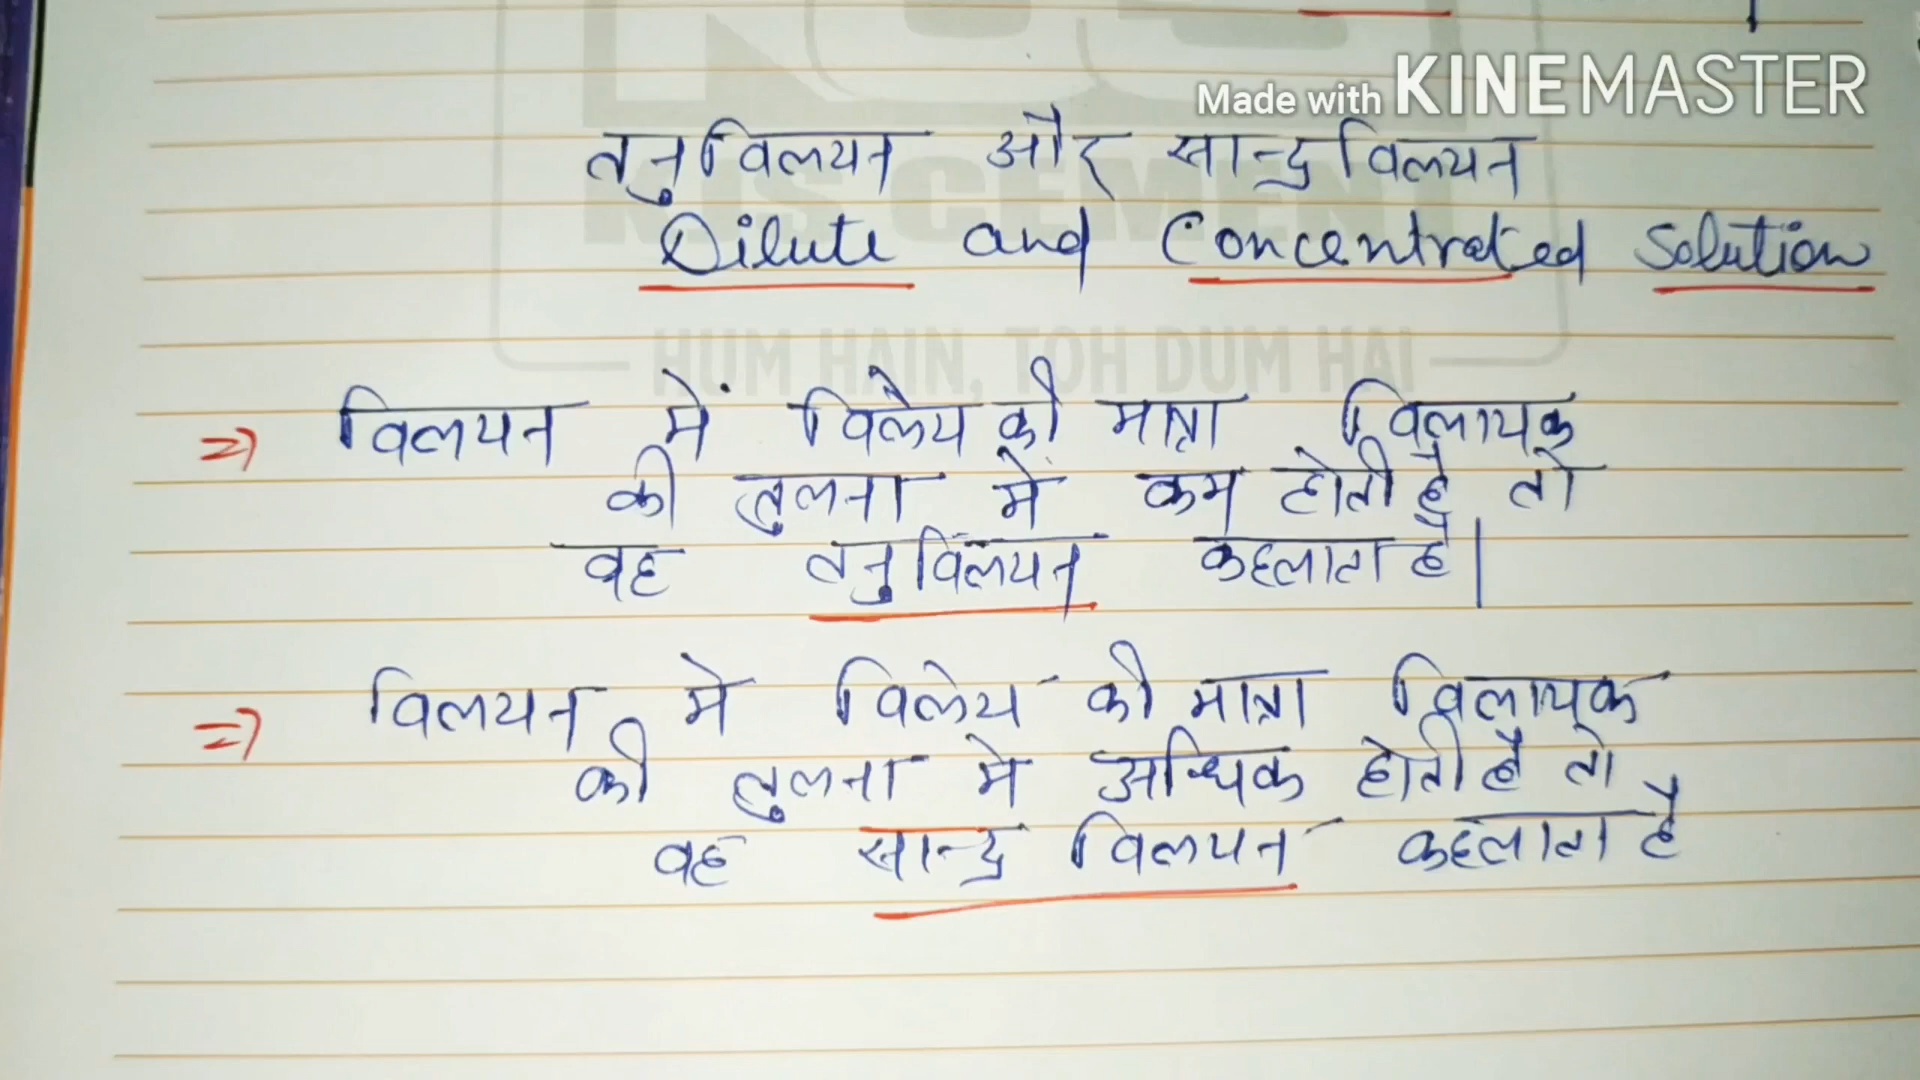 Made with KINEMASTER
तनु विलयन और सान्द्र विलयन
Dilute and Concentrated Solution
HUM HAIN, TOH DUM HAI
⇒ विलयन में विलेय की मात्रा विलायक
की तुलना में कम होती है तो
वह तनु विलयन कहलाता है।
⇒ विलयन मे विलेय की मात्रा विलायक
की तुलना मे अधिक होती है तो
वह सान्द्र विलयन कहलाता है